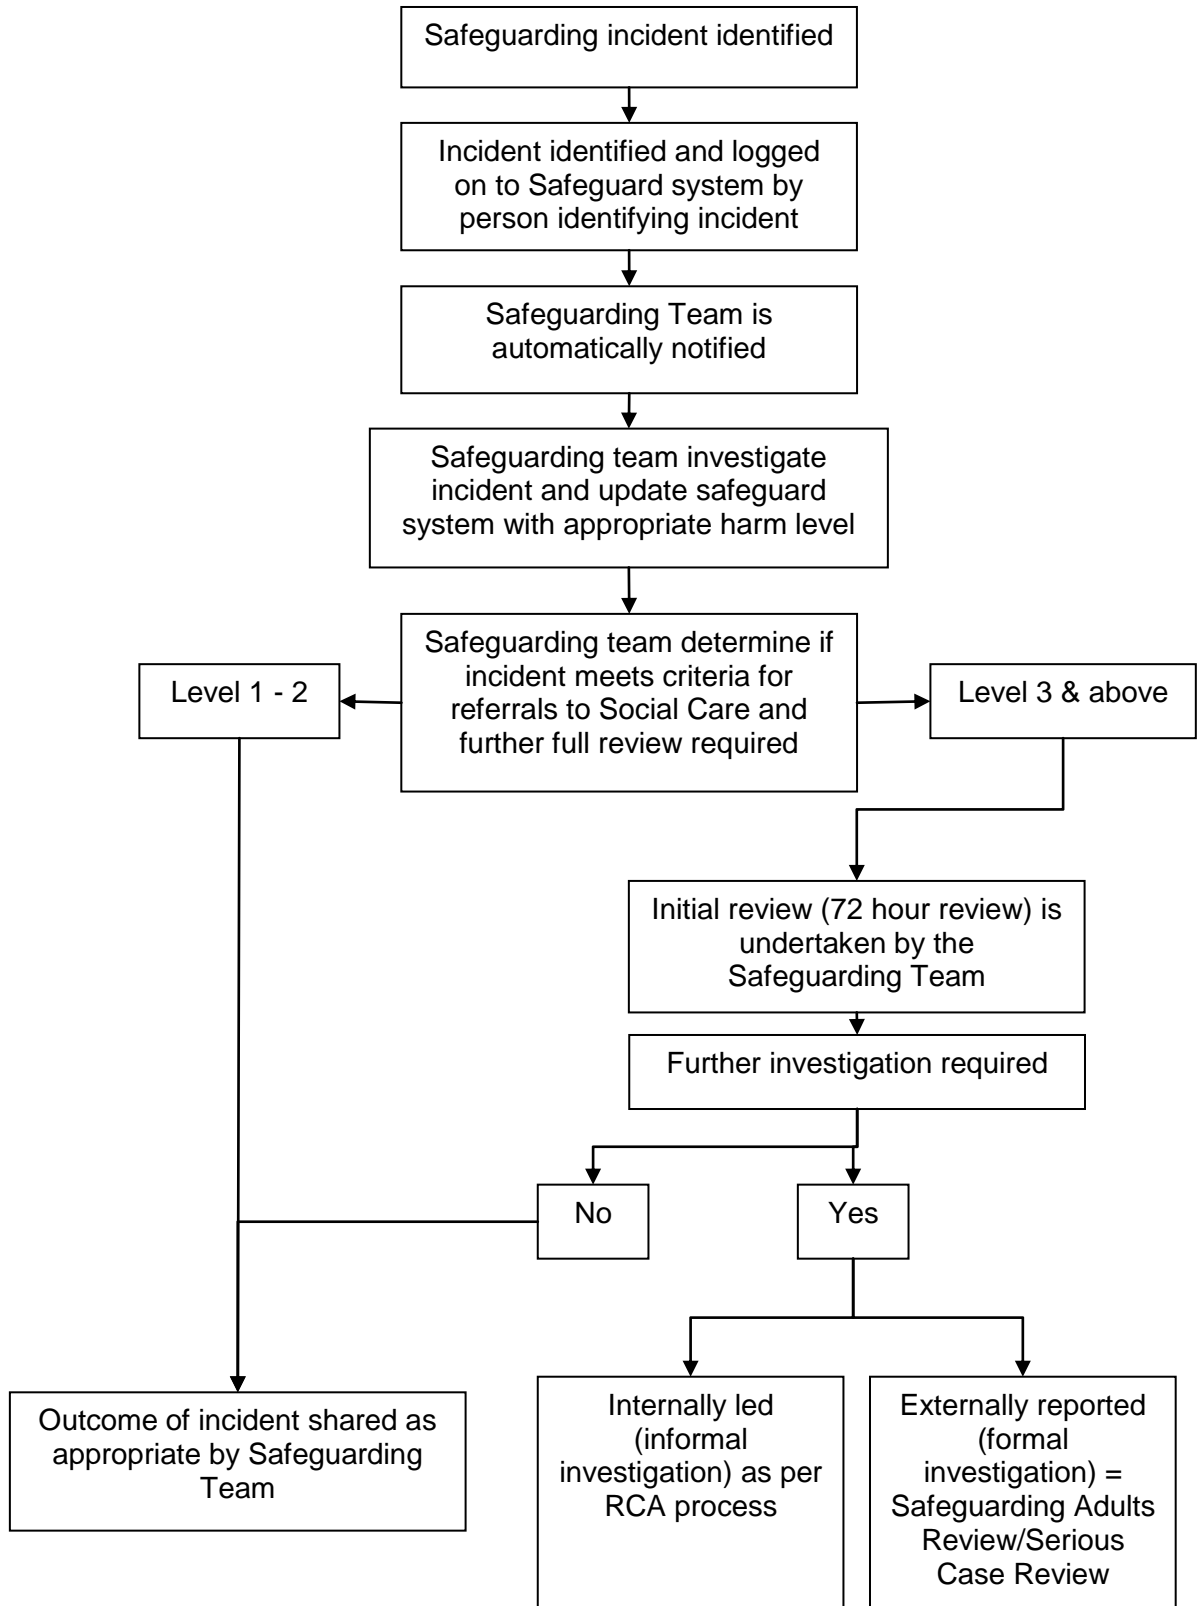 Safeguarding incident identified
Incident identified and logged
on to Safeguard system by
person identifying incident
Safeguarding Team is
automatically notified
Safeguarding team investigate
incident and update safeguard
system with appropriate harm level
Safeguarding team determine if
incident meets criteria for
referrals to Social Care and
further full review required
Level 1 - 2
Level 3 & above
Initial review (72 hour review) is
undertaken by the
Safeguarding Team
Further investigation required
No
Yes
Outcome of incident shared as
appropriate by Safeguarding
Team
Internally led
(informal
investigation) as per
RCA process
Externally reported
(formal
investigation) =
Safeguarding Adults
Review/Serious
Case Review